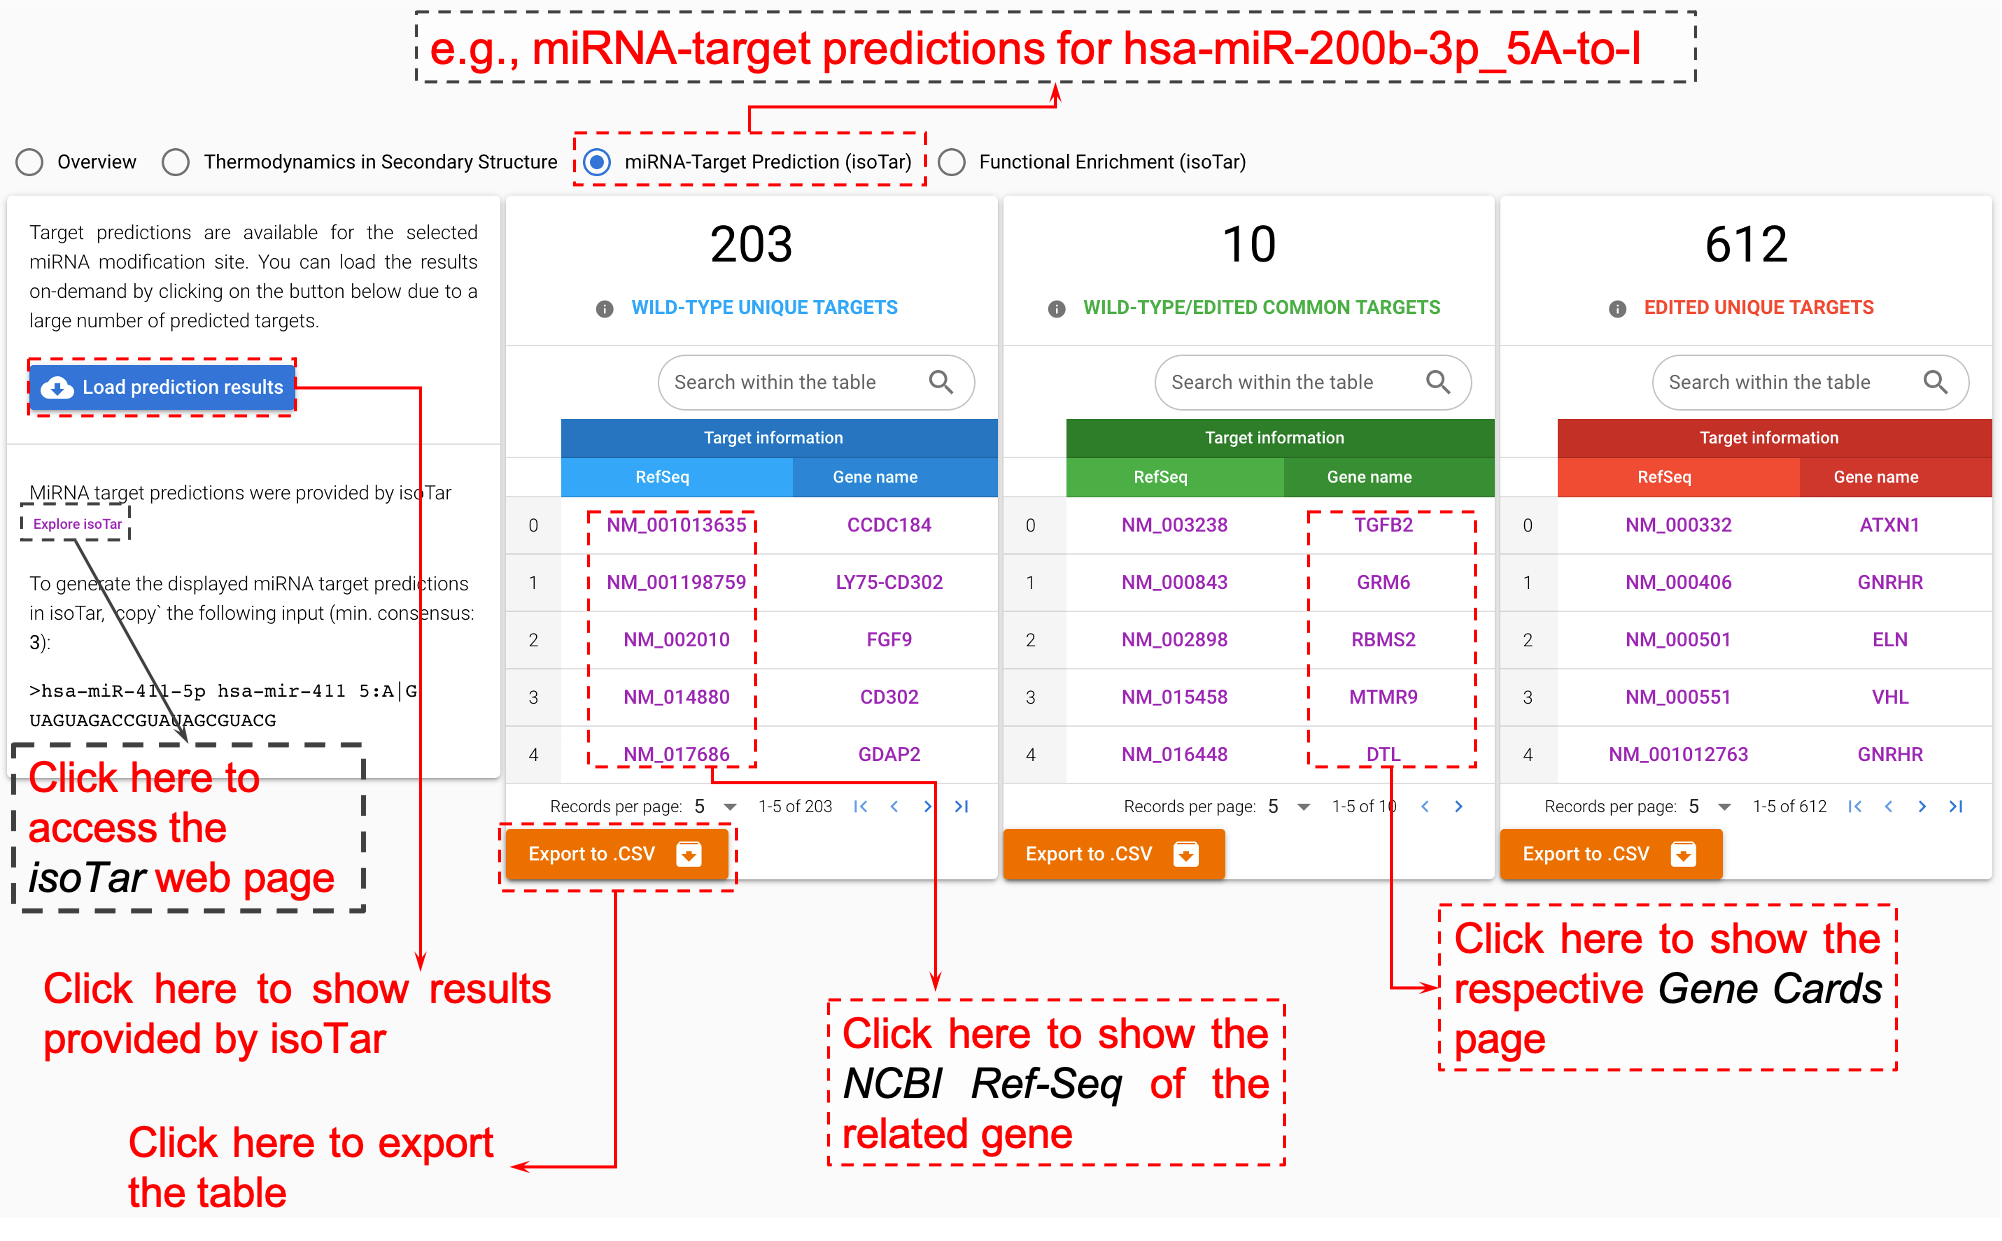 e.g., miRNA-target predictions for hsa-miR-200b-3p_5A-to-I
Overview
Thermodynamics in Secondary Structure
miRNA-Target Prediction (isoTar)
Functional Enrichment (isoTar)
Target predictions are available for the selected
miRNA modification site. You can load the results
on-demand by clicking on the button below due to a
large number of predicted targets.
Load prediction results
MiRNA target predictions were provided by isoTar
Explore isoTar
To generate the displayed miRNA target predictions
in isoTar, `copy` the following input (min. consensus:
3):
>hsa-miR-411-5p hsa-mir-411 5:A|G
UAGUAGACCGUAUAGCGUACG
Click here to
access the
isoTar web page
Click here to show results
provided by isoTar
Click here to export
the table
203
WILD-TYPE UNIQUE TARGETS
Search within the table
Target information
RefSeq Gene name
0 NM_001013635 CCDC184
1 NM_001198759 LY75-CD302
2 NM_002010 FGF9
3 NM_014880 CD302
4 NM_017686 GDAP2
Records per page: 5 1-5 of 203
Export to .CSV
Click here to show the
NCBI Ref-Seq of the
related gene
10
WILD-TYPE/EDITED COMMON TARGETS
Search within the table
Target information
RefSeq Gene name
0 NM_003238 TGFB2
1 NM_000843 GRM6
2 NM_002898 RBMS2
3 NM_015458 MTMR9
4 NM_016448 DTL
Records per page: 5 1-5 of 10
Export to .CSV
612
EDITED UNIQUE TARGETS
Search within the table
Target information
RefSeq Gene name
0 NM_000332 ATXN1
1 NM_000406 GNRHR
2 NM_000501 ELN
3 NM_000551 VHL
4 NM_001012763 GNRHR
Records per page: 5 1-5 of 612
Export to .CSV
Click here to show the
respective Gene Cards
page